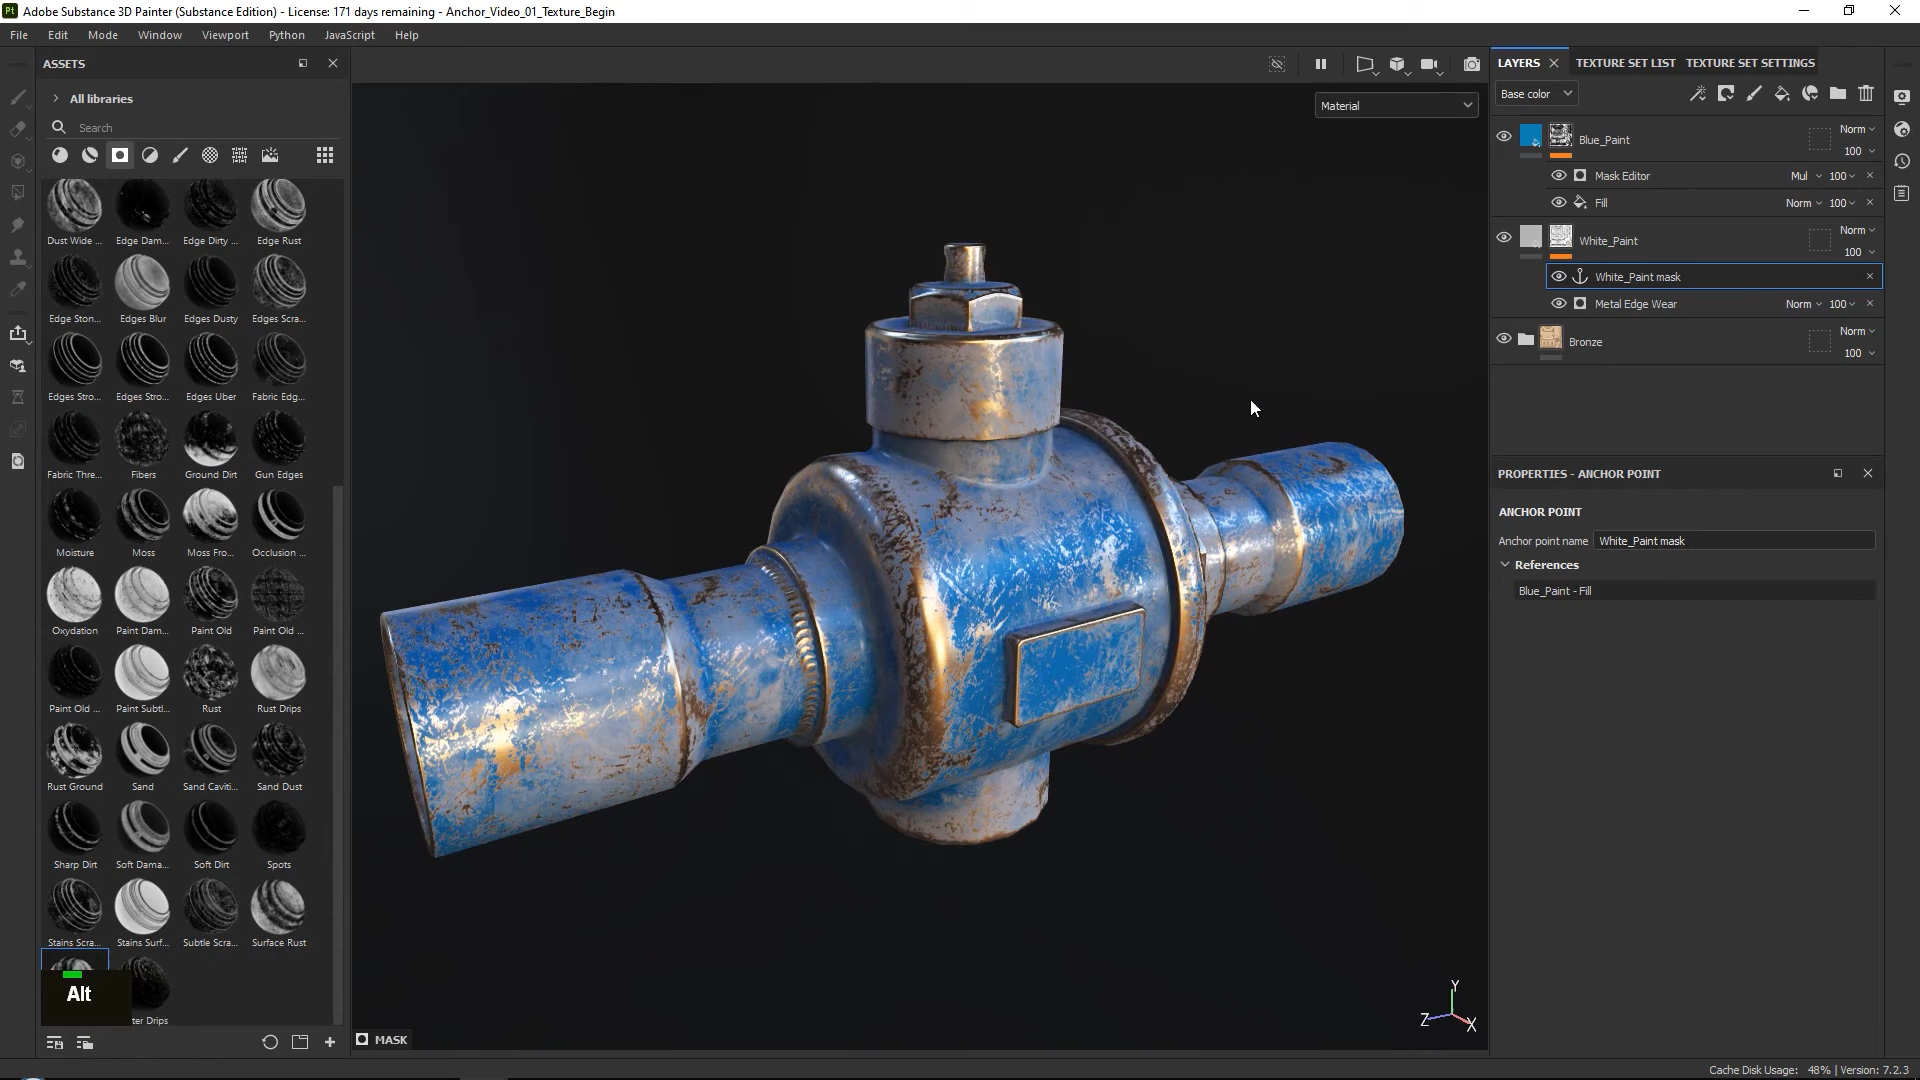 Pt Adobe Substance 3D Painter (Substance Edition) - License: 171 days remaining - Anchor_Video_01_Texture_Begin
File Edit Mode Window Viewport Python JavaScript Help
ASSETS
All libraries
Search
Dust Wide ... Edge Dam... Edge Dirty ... Edge Rust
Edge Ston... Edges Blur Edges Dusty Edges Scra...
Edges Stro... Edges Stro... Edges Uber Fabric Edg...
Fabric Thre... Fibers Ground Dirt Gun Edges
Moisture Moss Moss Fro... Occlusion ...
Oxydation Paint Dam... Paint Old Paint Old ...
Paint Old ... Paint Subtl... Rust Rust Drips
Rust Ground Sand Sand Caviti... Sand Dust
Sharp Dirt Soft Dama... Soft Dirt Spots
Stains Scra... Stains Surf... Subtle Scra... Surface Rust
Alt
ter Drips
Material
MASK
Y
Z
X
LAYERS TEXTURE SET LIST TEXTURE SET SETTINGS
Base color
Blue_Paint Norm 100
Mask Editor Mul 100
Fill Norm 100
White_Paint Norm 100
White_Paint mask
Metal Edge Wear Norm 100
Bronze Norm 100
PROPERTIES - ANCHOR POINT
ANCHOR POINT
Anchor point name White_Paint mask
References
Blue_Paint - Fill
Cache Disk Usage: 48% | Version: 7.2.3